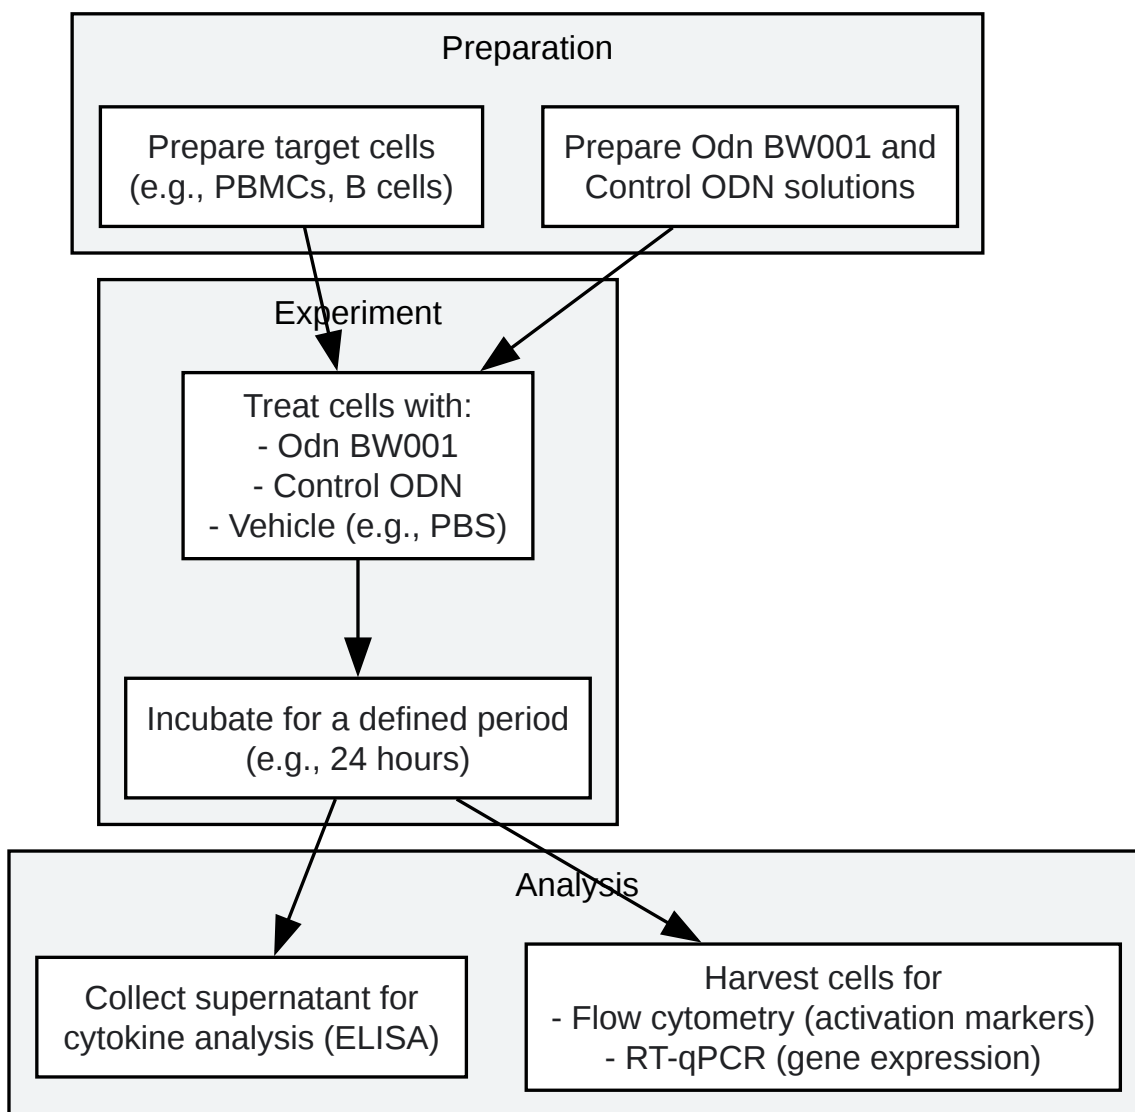 Preparation
Prepare target cells
(e.g., PBMCs, B cells)
Prepare Odn BW001 and
Control ODN solutions
Experiment
Treat cells with:
- Odn BW001
- Control ODN
- Vehicle (e.g., PBS)
Incubate for a defined period
(e.g., 24 hours)
Analysis
Collect supernatant for
cytokine analysis (ELISA)
Harvest cells for
- Flow cytometry (activation markers)
- RT-qPCR (gene expression)